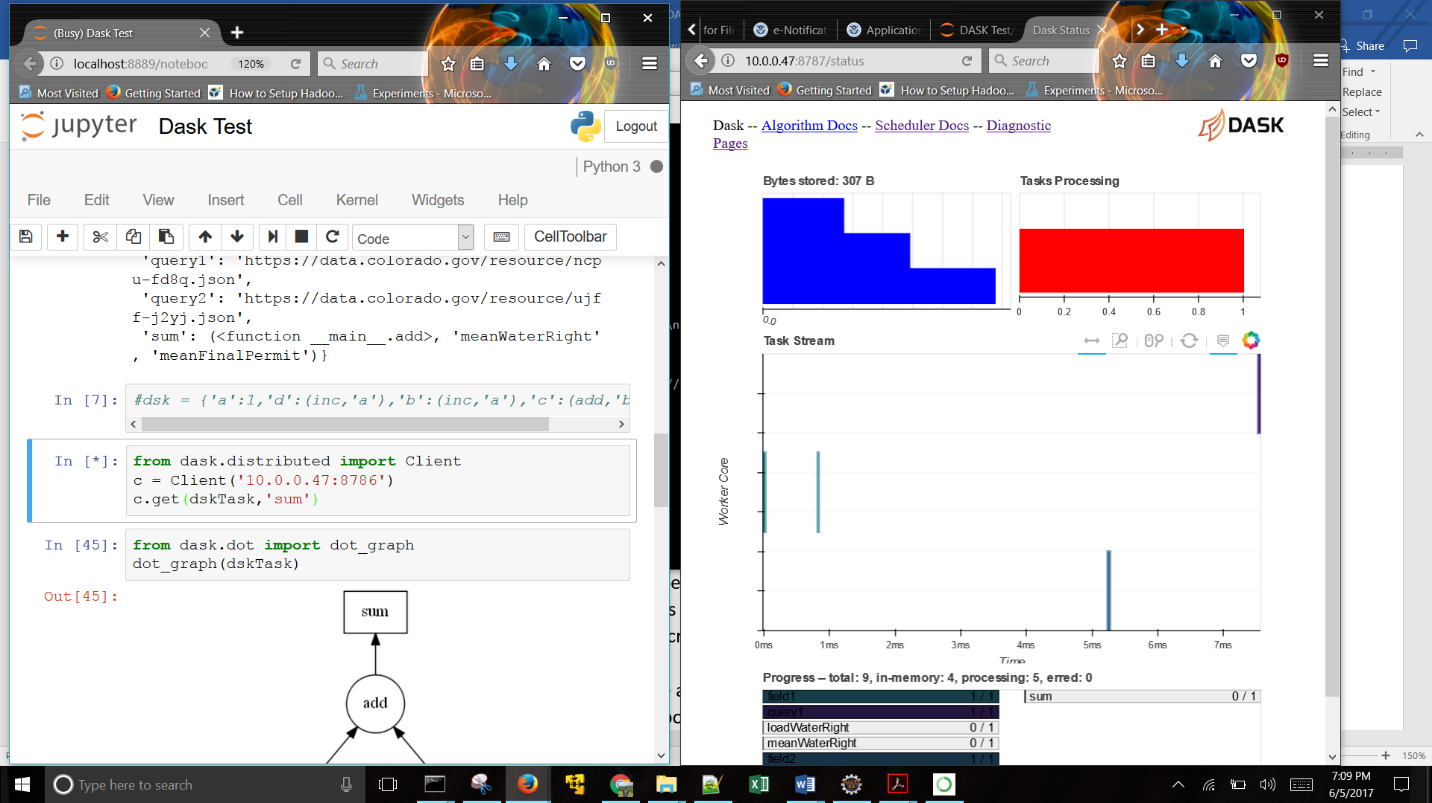 (Busy) Dask Test
localhost:8889/noteboc
120%
Search
Most Visited
Getting Started
How to Setup Hadoo...
Experiments - Microso...
jupyter
Dask Test
Logout
Python 3
File
Edit
View
Insert
Cell
Kernel
Widgets
Help
Code
CellToolbar
'query1': 'https://data.colorado.gov/resource/ncp
u-fd8q.json',
'query2': 'https://data.colorado.gov/resource/ujf
f-j2yj.json',
'sum': (<function __main__.add>, 'meanWaterRight'
, 'meanFinalPermit')}
In [7]:
#dsk = {'a':1,'d':(inc,'a'),'b':(inc,'a'),'c':(add,'b
In [*]:
from dask.distributed import Client
c = Client('10.0.0.47:8786')
c.get(dskTask,'sum')
In [45]:
from dask.dot import dot_graph
dot_graph(dskTask)
Out[45]:
sum
add
for Fili
e-Notificat
Application
DASK Test/
Dask Status
10.0.0.47:8787/status
Search
Most Visited
Getting Started
How to Setup Hadoo...
Experiments - Microso...
Dask -- Algorithm Docs -- Scheduler Docs -- Diagnostic
Pages
DASK
Bytes stored: 307 B
0.0
Tasks Processing
0 0.2 0.4 0.6 0.8 1
Task Stream
Worker Core
0ms 1ms 2ms 3ms 4ms 5ms 6ms 7ms
Time
Progress -- total: 9, in-memory: 4, processing: 5, erred: 0
field1 1 / 1
query1 1 / 1
loadWaterRight 0 / 1
meanWaterRight 0 / 1
field2 1 / 1
sum 0 / 1
Share
Find
Replace
Select
Editing
150%
Type here to search
7:09 PM
6/5/2017